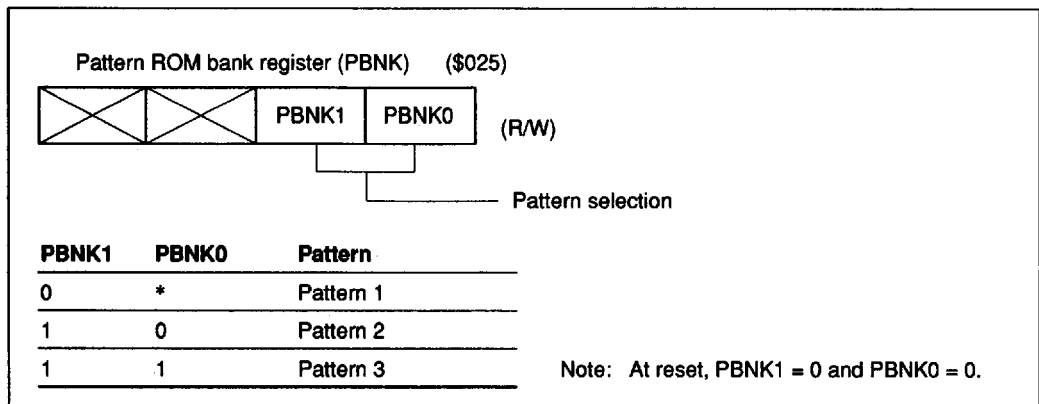 Pattern ROM bank register (PBNK) ($025)
PBNK1 PBNK0 (R/W)
Pattern selection
PBNK1 PBNK0 Pattern
0 * Pattern 1
1 0 Pattern 2
1 1 Pattern 3
Note: At reset, PBNK1 = 0 and PBNK0 = 0.